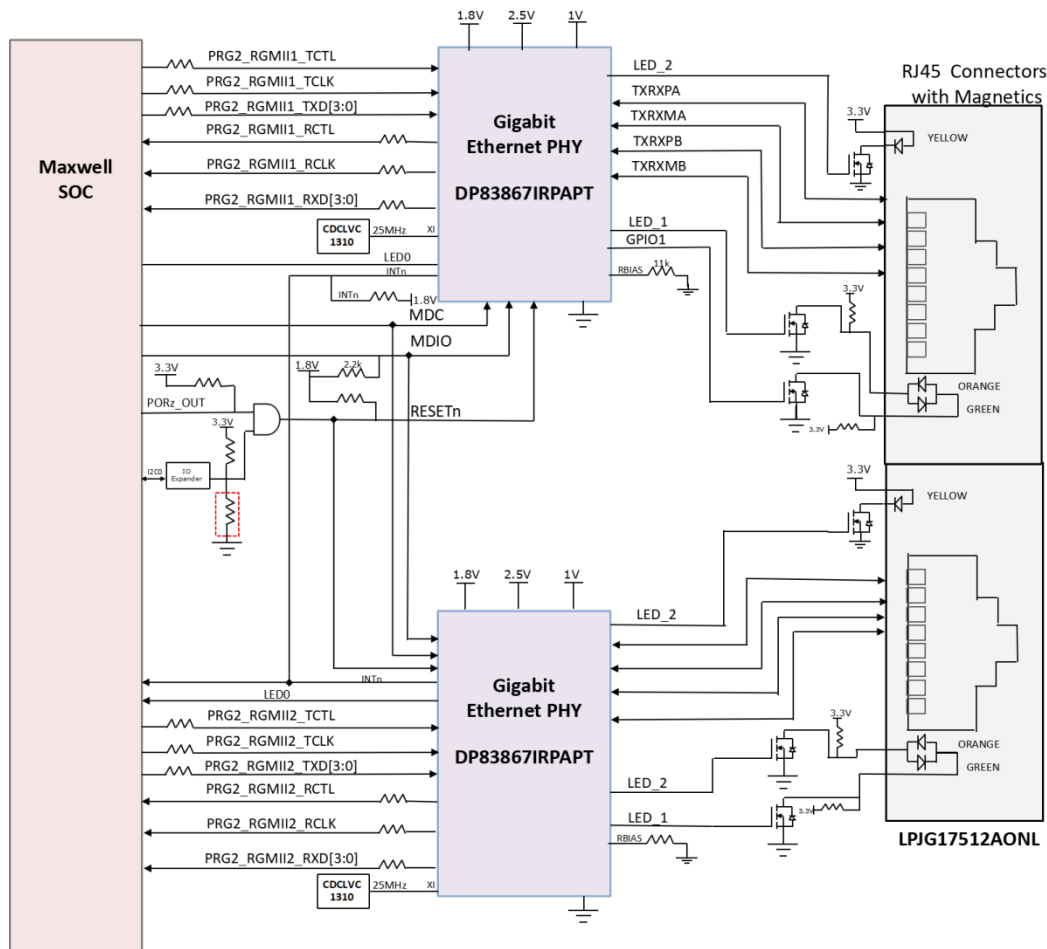 1.8V
2.5V
1V
PRG2_RGMII1_TCTL
PRG2_RGMII1_TCLK
PRG2_RGMII1_TXD[3:0]
PRG2_RGMII1_RCTL
PRG2_RGMII1_RCLK
PRG2_RGMII1_RXD[3:0]
Maxwell
SOC
CDCLVC
1310
25MHz
XI
LED0
INTn
INTn
1.8V
MDC
MDIO
Gigabit
Ethernet PHY
DP83867IRPAPT
LED_2
TXRXPA
TXRXMA
TXRXPB
TXRXMB
LED_1
GPIO1
RBIAS
11k
RJ45 Connectors
with Magnetics
3.3V
YELLOW
3.3V
ORANGE
GREEN
3.3V
3.3V
PORz_OUT
1.8V
2.2k
RESETn
3.3V
I2C0
IO
Expander
1.8V
2.5V
1V
Gigabit
Ethernet PHY
DP83867IRPAPT
INTn
LED0
PRG2_RGMII2_TCTL
PRG2_RGMII2_TCLK
PRG2_RGMII2_TXD[3:0]
PRG2_RGMII2_RCTL
PRG2_RGMII2_RCLK
PRG2_RGMII2_RXD[3:0]
CDCLVC
1310
25MHz
XI
LED_2
LED_2
LED_1
RBIAS
3.3V
YELLOW
3.3V
ORANGE
GREEN
3.3V
LPJG17512AONL